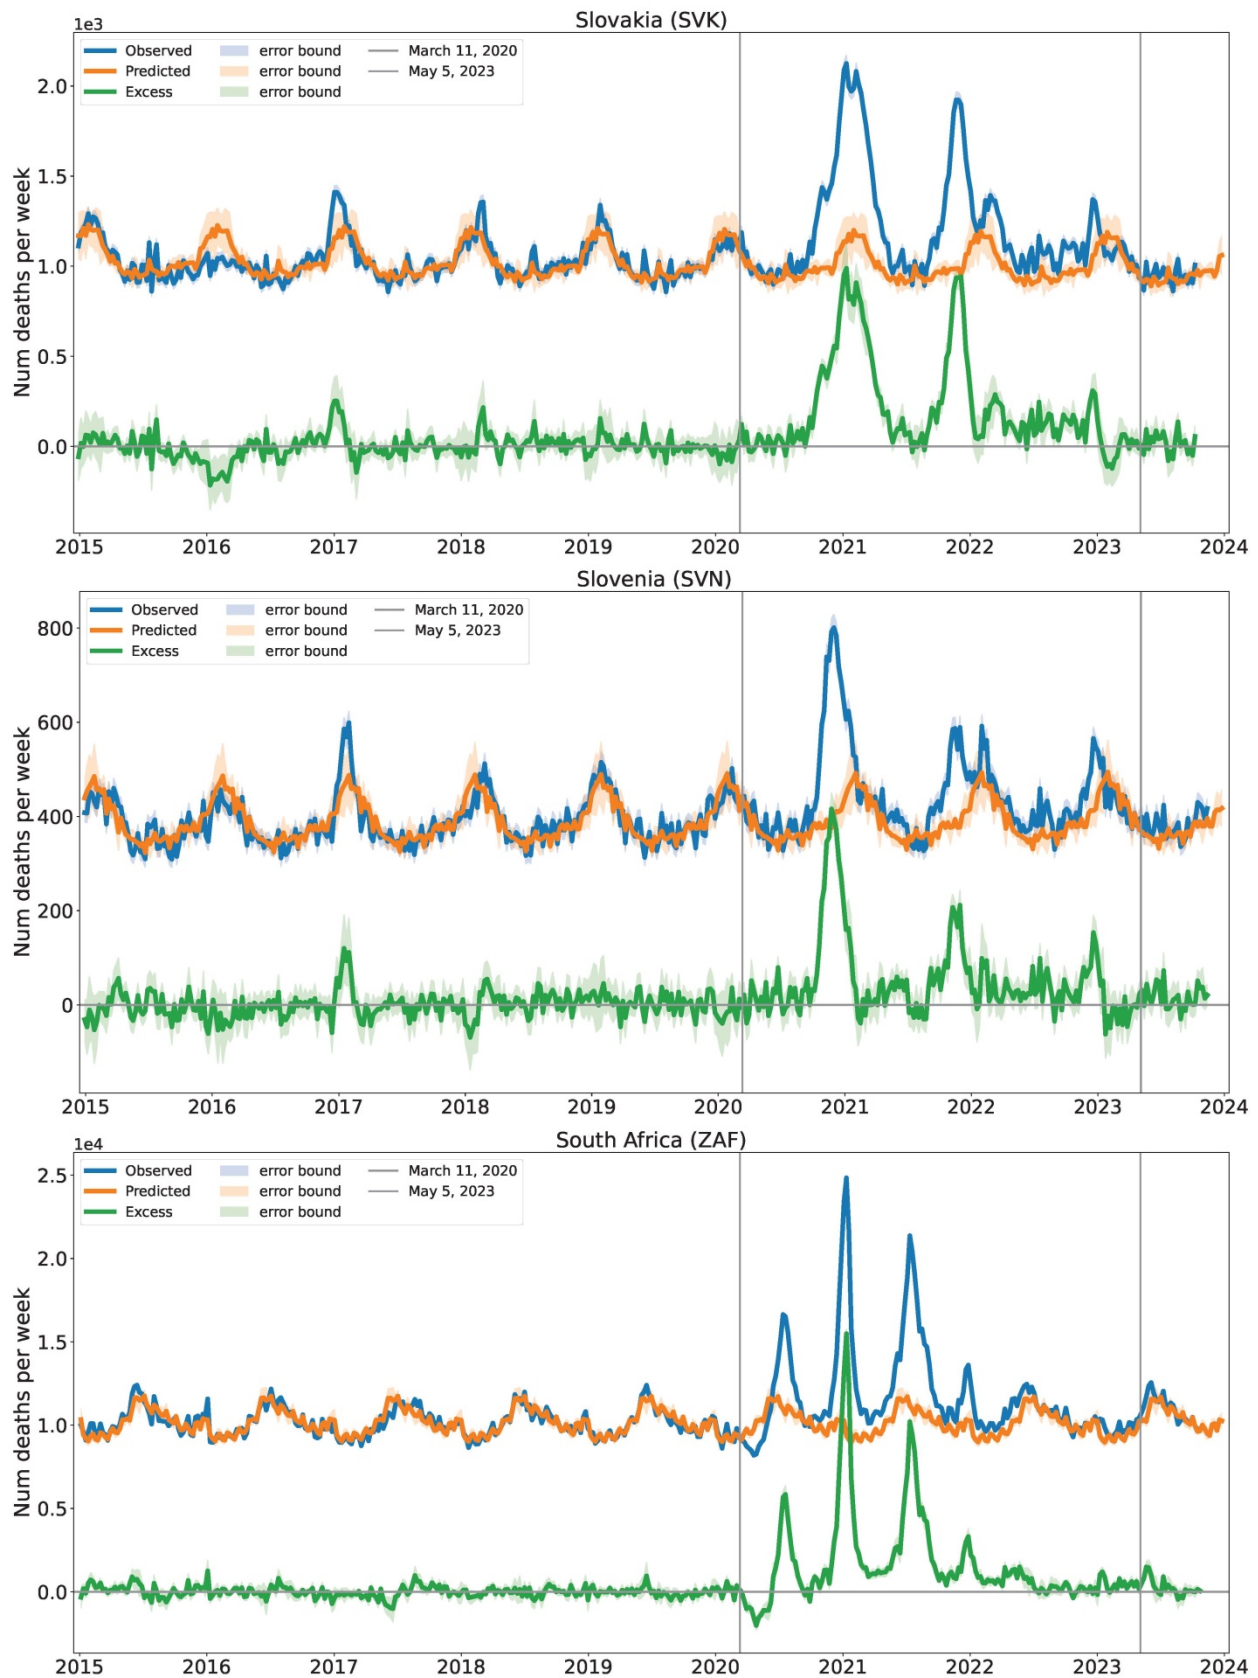 Slovakia (SVK)
1e3
Observed error bound March 11, 2020
Predicted error bound May 5, 2023
Excess error bound
Num deaths per week
2.0
1.5
1.0
0.5
0.0
2015 2016 2017 2018 2019 2020 2021 2022 2023 2024
Slovenia (SVN)
Observed error bound March 11, 2020
Predicted error bound May 5, 2023
Excess error bound
Num deaths per week
800
600
400
200
0
2015 2016 2017 2018 2019 2020 2021 2022 2023 2024
South Africa (ZAF)
1e4
Observed error bound March 11, 2020
Predicted error bound May 5, 2023
Excess error bound
Num deaths per week
2.5
2.0
1.5
1.0
0.5
0.0
2015 2016 2017 2018 2019 2020 2021 2022 2023 2024